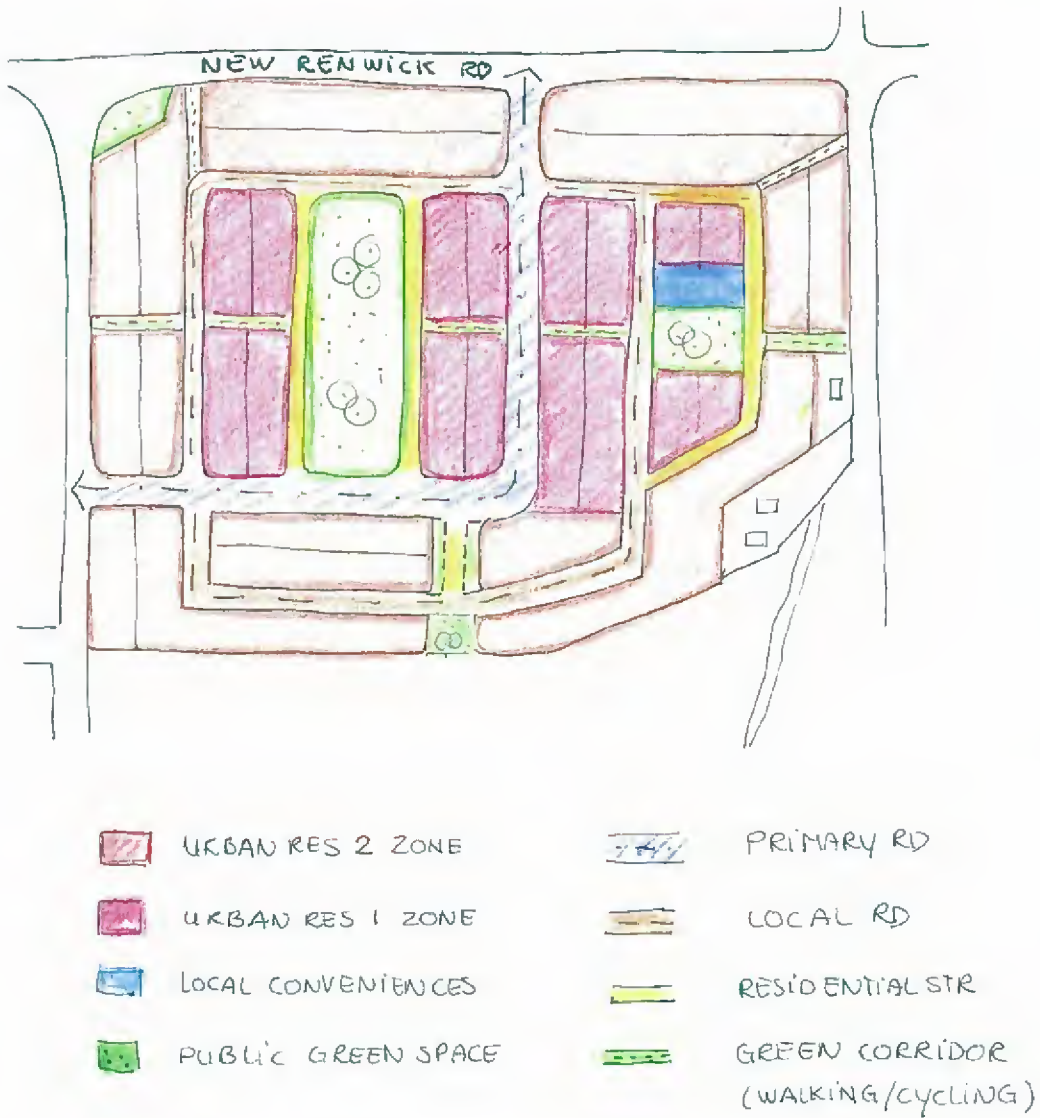 NEW RENWICK RD
URBAN RES 2 ZONE
URBAN RES 1 ZONE
LOCAL CONVENIENCES
PUBLIC GREEN SPACE
PRIMARY RD
LOCAL RD
RESIDENTIAL STR
GREEN CORRIDOR
(WALKING/CYCLING)